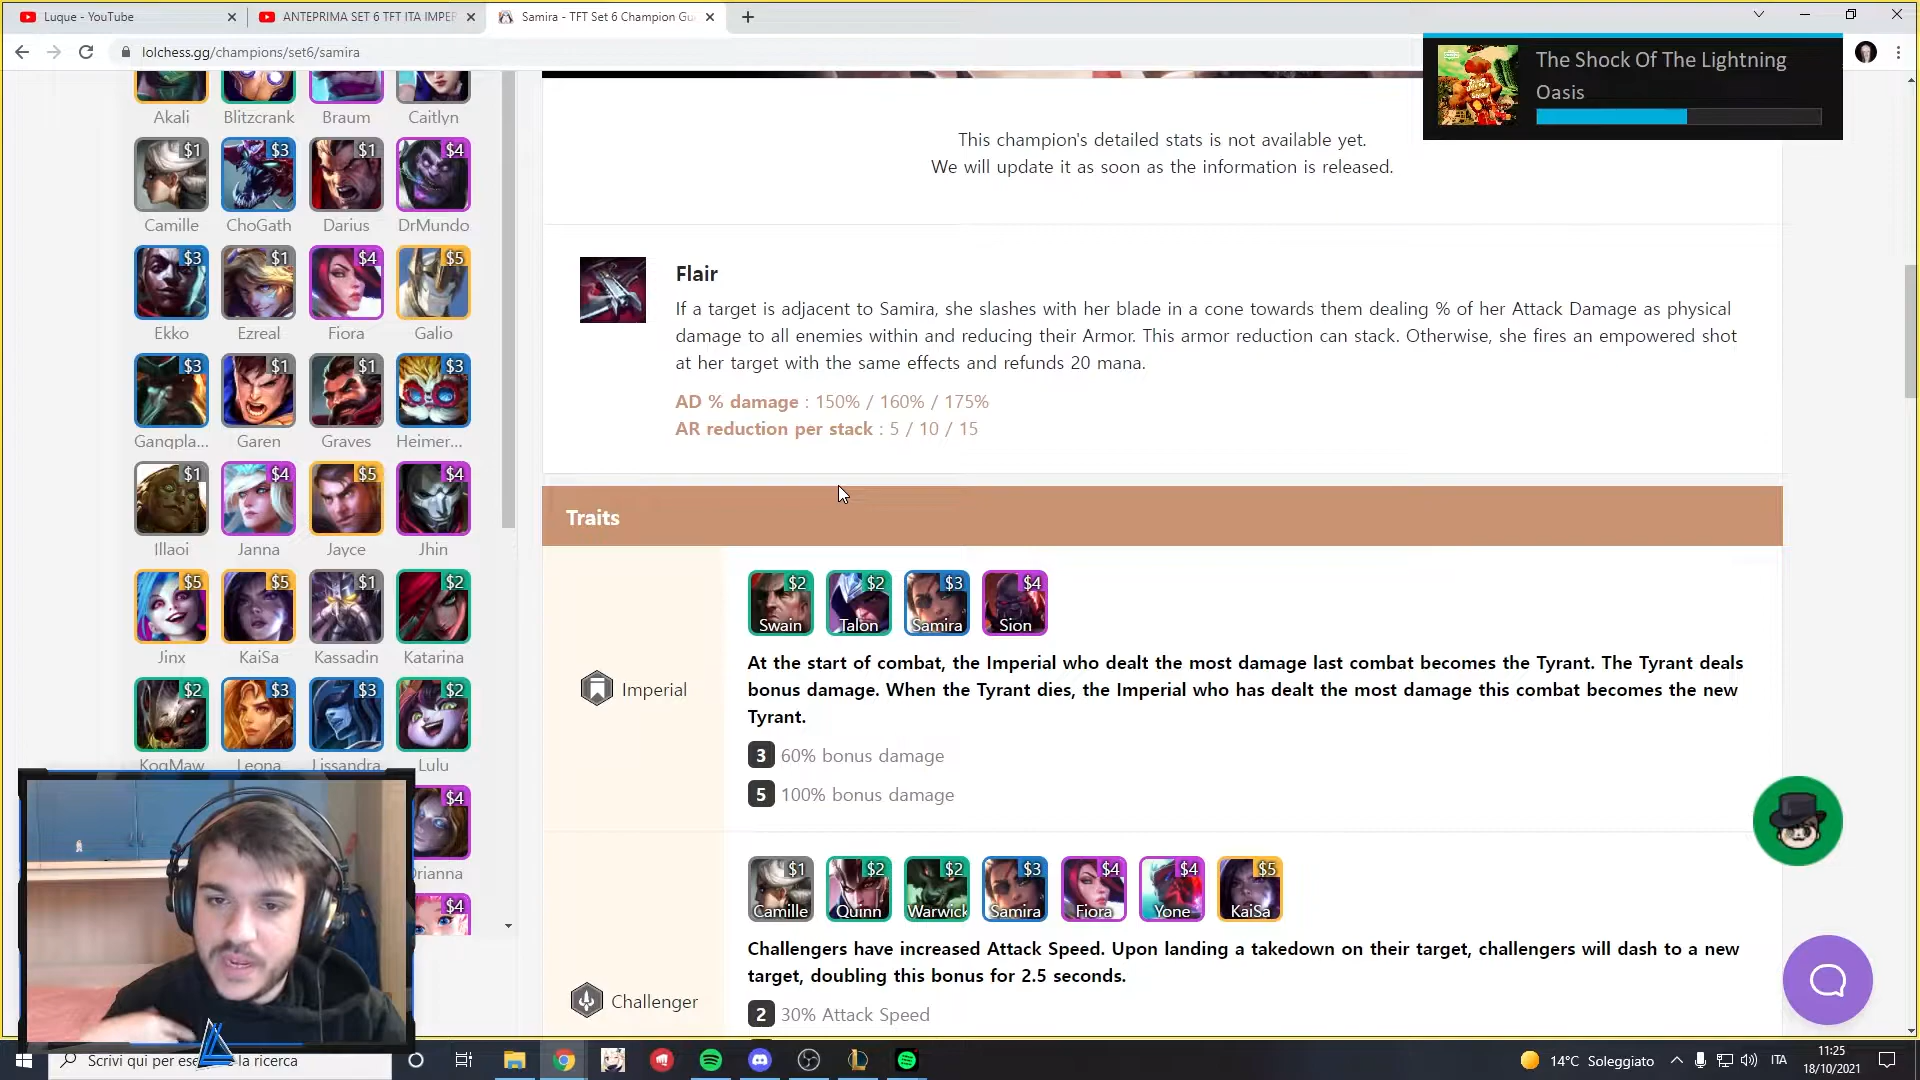 Luque - YouTube
ANTEPRIMA SET 6 TFT ITA IMPER
Samira - TFT Set 6 Champion Gu
lolchess.gg/champions/set6/samira
The Shock Of The Lightning
Oasis
Akali
Blitzcrank
Braum
Caitlyn
$1
$3
$1
$4
Camille
ChoGath
Darius
DrMundo
$3
$1
$4
$5
Ekko
Ezreal
Fiora
Galio
$3
$1
$1
$3
Gangpla...
Garen
Graves
Heimer...
$1
$4
$5
$4
Illaoi
Janna
Jayce
Jhin
$5
$5
$1
$2
Jinx
KaiSa
Kassadin
Katarina
$2
$3
$3
$2
KogMaw
Leona
Lissandra
Lulu
$4
Orianna
$4
This champion's detailed stats is not available yet.
We will update it as soon as the information is released.
Flair
If a target is adjacent to Samira, she slashes with her blade in a cone towards them dealing % of her Attack Damage as physical
damage to all enemies within and reducing their Armor. This armor reduction can stack. Otherwise, she fires an empowered shot
at her target with the same effects and refunds 20 mana.
AD % damage : 150% / 160% / 175%
AR reduction per stack : 5 / 10 / 15
Traits
Imperial
$2
$2
$3
$4
Swain
Talon
Samira
Sion
At the start of combat, the Imperial who dealt the most damage last combat becomes the Tyrant. The Tyrant deals
bonus damage. When the Tyrant dies, the Imperial who has dealt the most damage this combat becomes the new
Tyrant.
3 60% bonus damage
5 100% bonus damage
Challenger
$1
$2
$2
$3
$4
$4
$5
Camille
Quinn
Warwick
Samira
Fiora
Yone
KaiSa
Challengers have increased Attack Speed. Upon landing a takedown on their target, challengers will dash to a new
target, doubling this bonus for 2.5 seconds.
2 30% Attack Speed
Scrivi qui per ese
la ricerca
14°C Soleggiato
ITA
11:25
18/10/2021